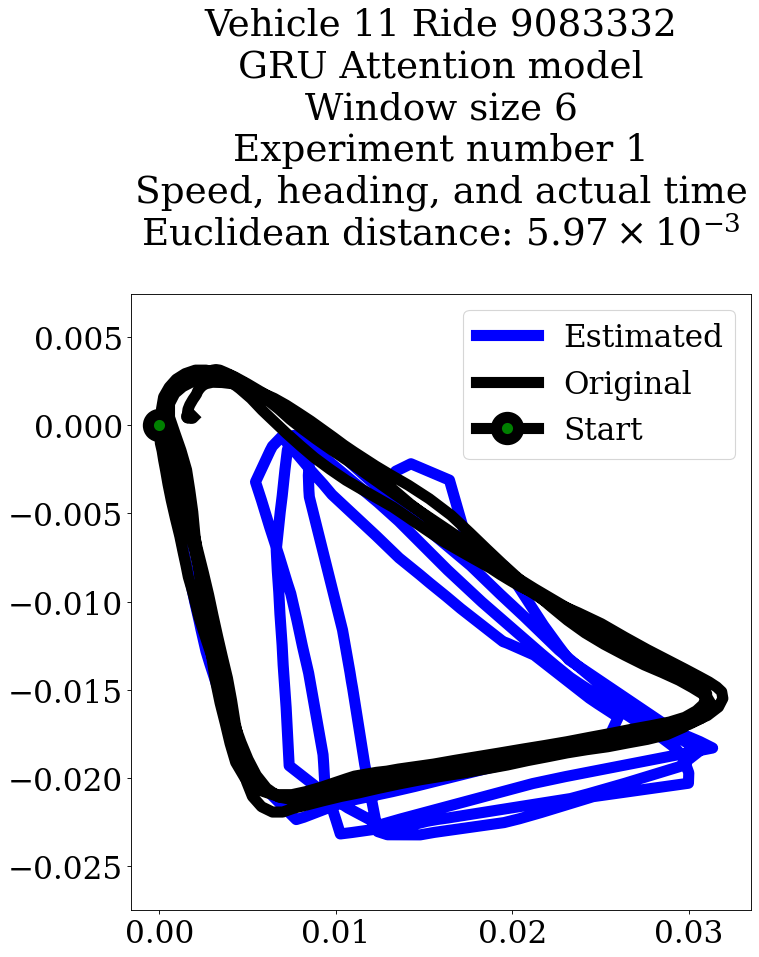 Vehicle 11 Ride 9083332
GRU Attention model
Window size 6
Experiment number 1
Speed, heading, and actual time
Euclidean distance: 5.97 × 10⁻³
Estimated
Original
Start
0.005
0.000
−0.005
−0.010
−0.015
−0.020
−0.025
0.00 0.01 0.02 0.03